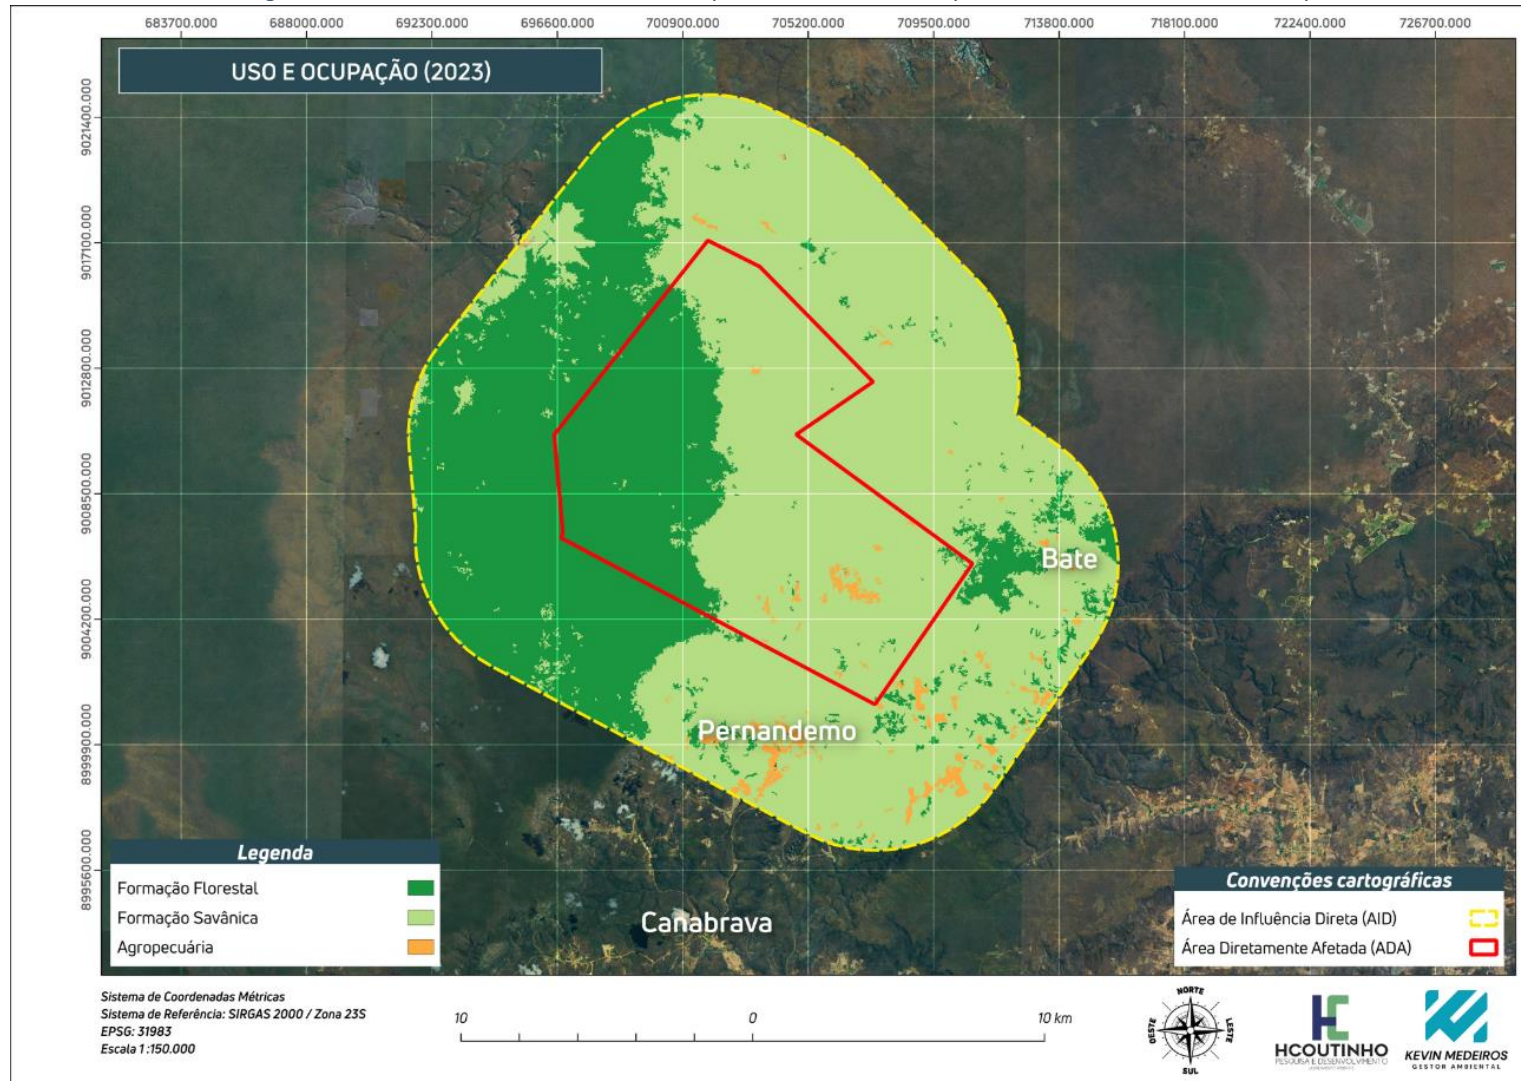 683700.000 688000.000 692300.000 696600.000 700900.000 705200.000 709500.000 713800.000 718100.000 722400.000 726700.000
USO E OCUPAÇÃO (2023)
9021400.000
9017100.000
9012800.000
9008500.000
9004200.000
8999900.000
8995600.000
Bate
Pernandemo
Canabrava
Legenda
Formação Florestal
Formação Savânica
Agropecuária
Convenções cartográficas
Área de Influência Direta (AID)
Área Diretamente Afetada (ADA)
Sistema de Coordenadas Métricas
Sistema de Referência: SIRGAS 2000 / Zona 23S
EPSG: 31983
Escala 1:150.000
10 0 10 km
NORTE
OESTE
LESTE
SUL
HCOUTINHO
PESQUISA E DESENVOLVIMENTO
KEVIN MEDEIROS
GESTOR AMBIENTAL